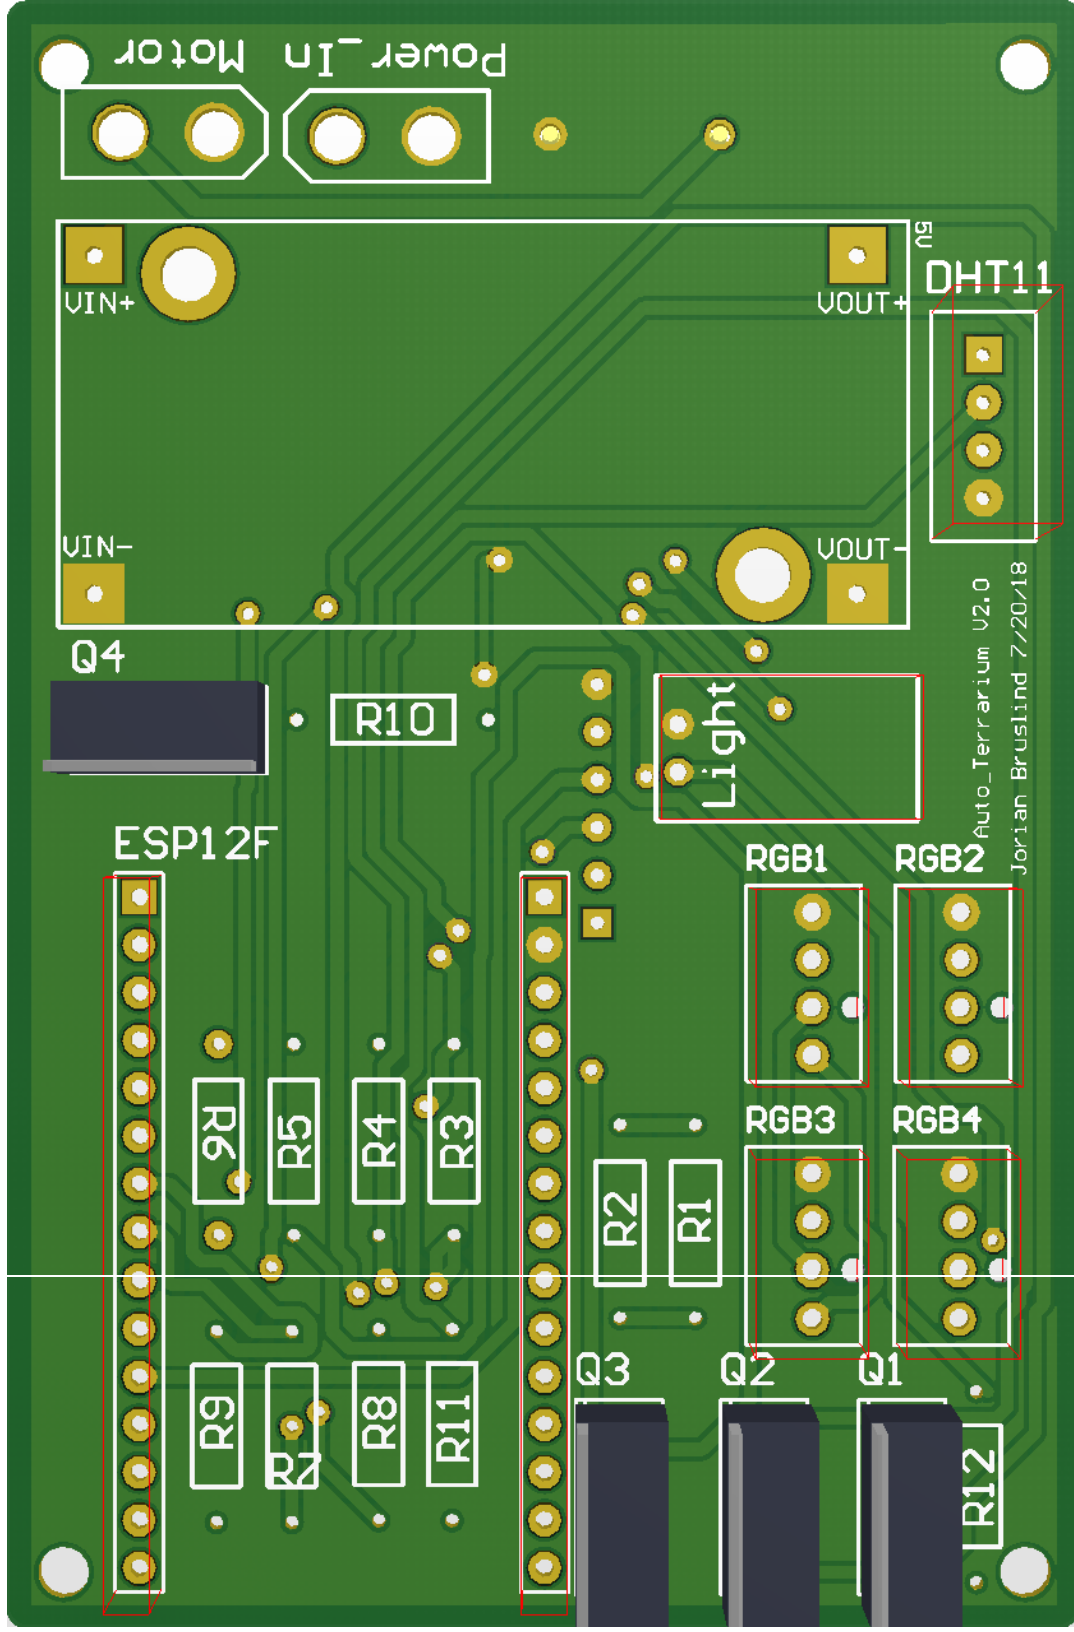 Motor
Power_In
5V
VIN+
VOUT+
DHT11
VIN-
VOUT-
Q4
R10
Light
Auto_Terrarium V2.0
Jorian Bruslind 7/20/18
ESP12F
RGB1
RGB2
R6
R5
R4
R3
RGB3
RGB4
R2
R1
Q3
Q2
Q1
R9
R7
R8
R11
R12